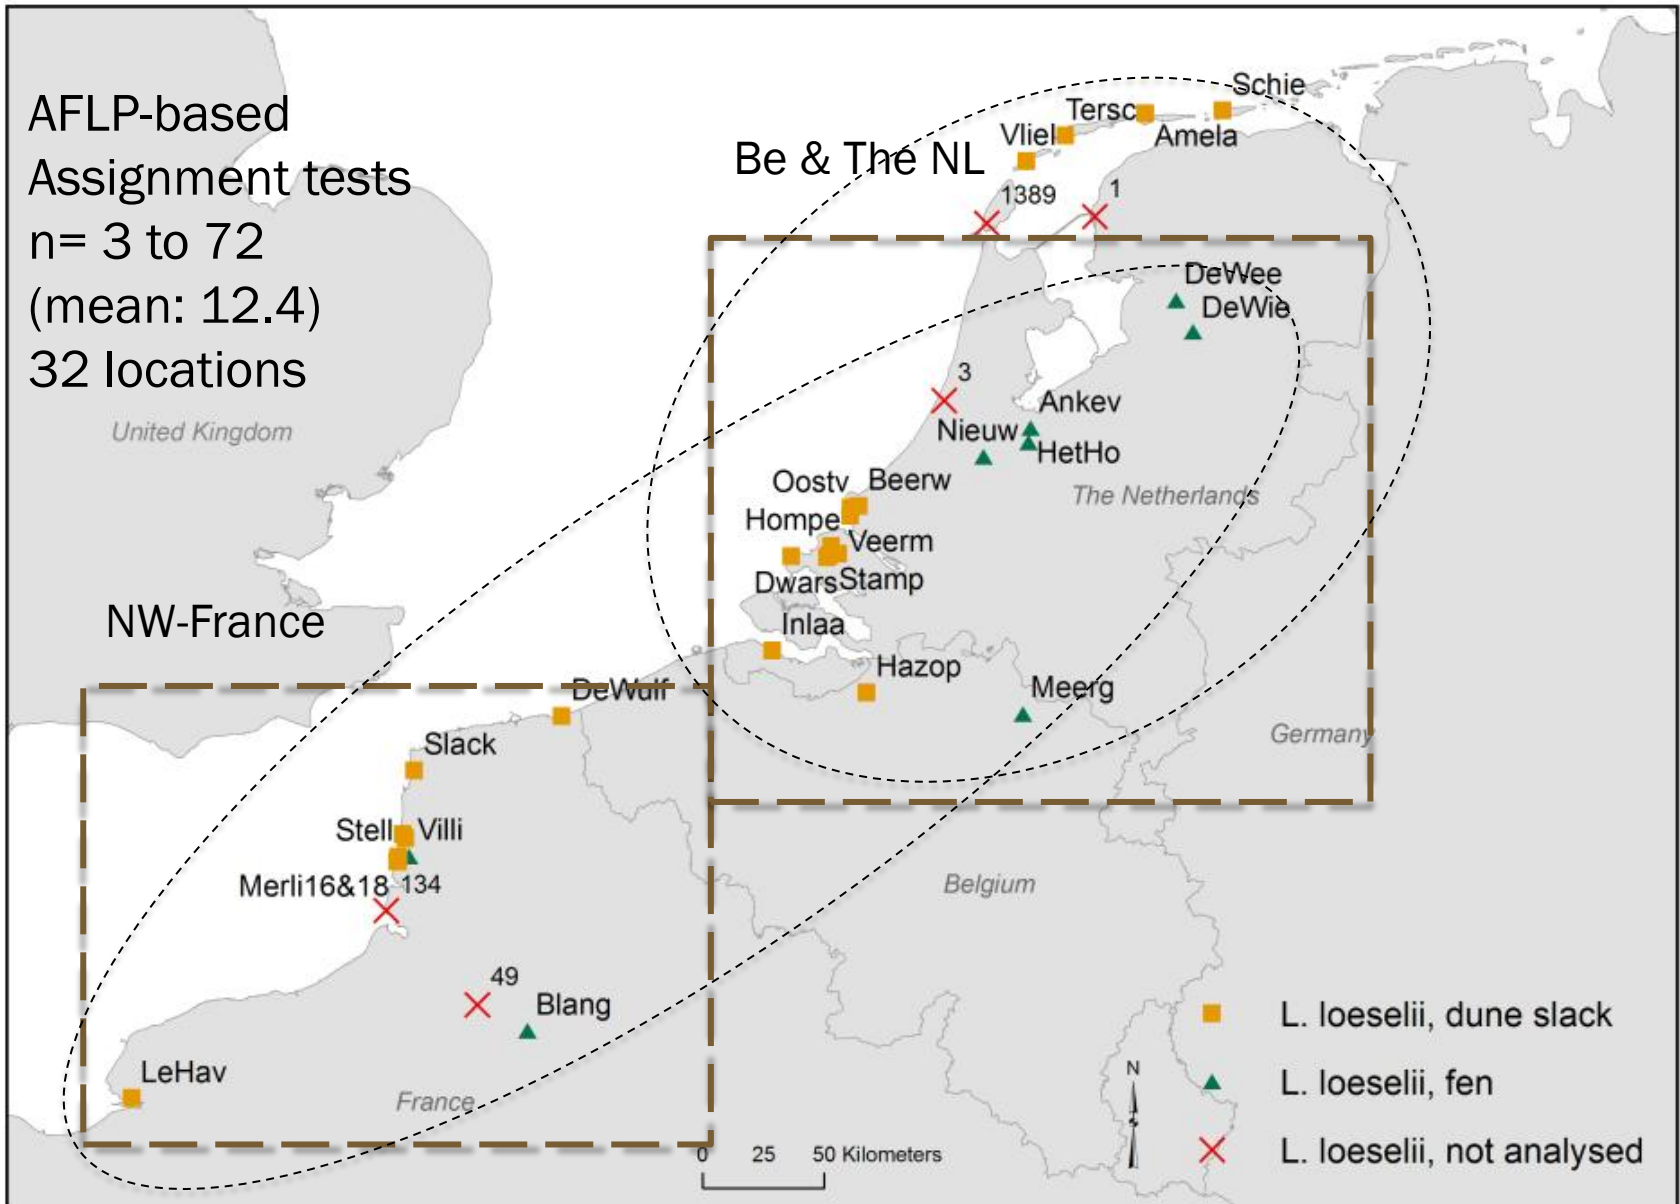 AFLP-based
Assignment tests
n= 3 to 72
(mean: 12.4)
32 locations
Be & The NL
NW-France
Schie
Tersc
Vliel
Amela
1389
1
DeWee
DeWie
3
Ankev
Nieuw
HetHo
United Kingdom
Oostv
Beerw
The Netherlands
Hompe
Veerm
Dwars
Stamp
Inlaa
Hazop
Meerg
DeWulf
Germany
Slack
Stell
Villi
Merli16&18
134
Belgium
49
Blang
LeHav
France
L. loeselii, dune slack
L. loeselii, fen
L. loeselii, not analysed
N
0 25 50 Kilometers